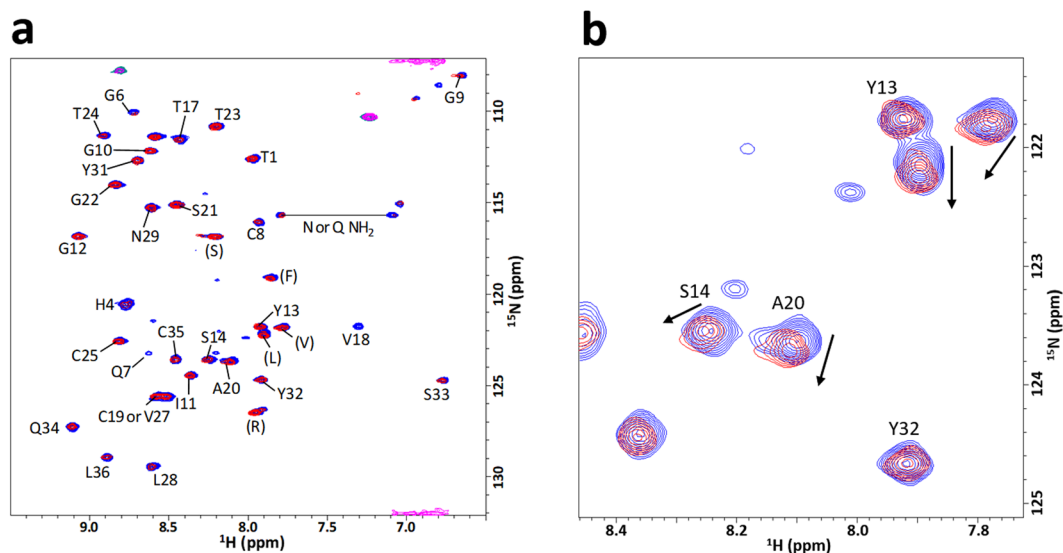 a
b
G6
T17
T23
T24
G9
110
G10
T1
Y31
G22
115
S21
N29
C8
N or Q NH2
G12
(S)
(F)
H4
120
Y13
C35
S14
(V)
V18
C25
(L)
Q7
A20
S33
I11
Y32
125
C19 or V27
Q34
(R)
L36
L28
130
9.0
8.5
8.0
7.5
7.0
¹H (ppm)
¹⁵N (ppm)
Y13
122
123
S14
A20
124
Y32
125
8.4
8.2
8.0
7.8
¹H (ppm)
¹⁵N (ppm)